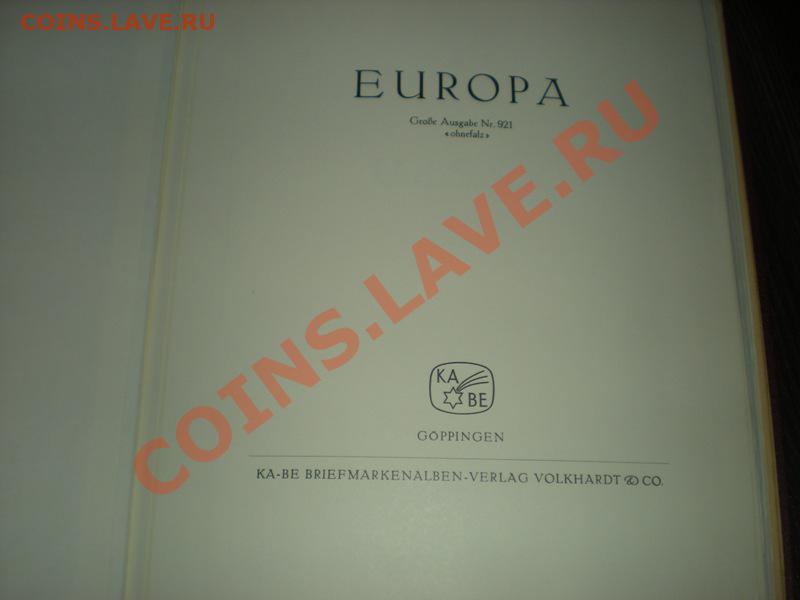 COINS.LAVE.RU
EUROPA
Große Ausgabe Nr. 921
«ohnefalz»
COINS.LAVE.RU
KA
BE
GÖPPINGEN
KA-BE BRIEFMARKENALBEN-VERLAG VOLKHARDT & CO.